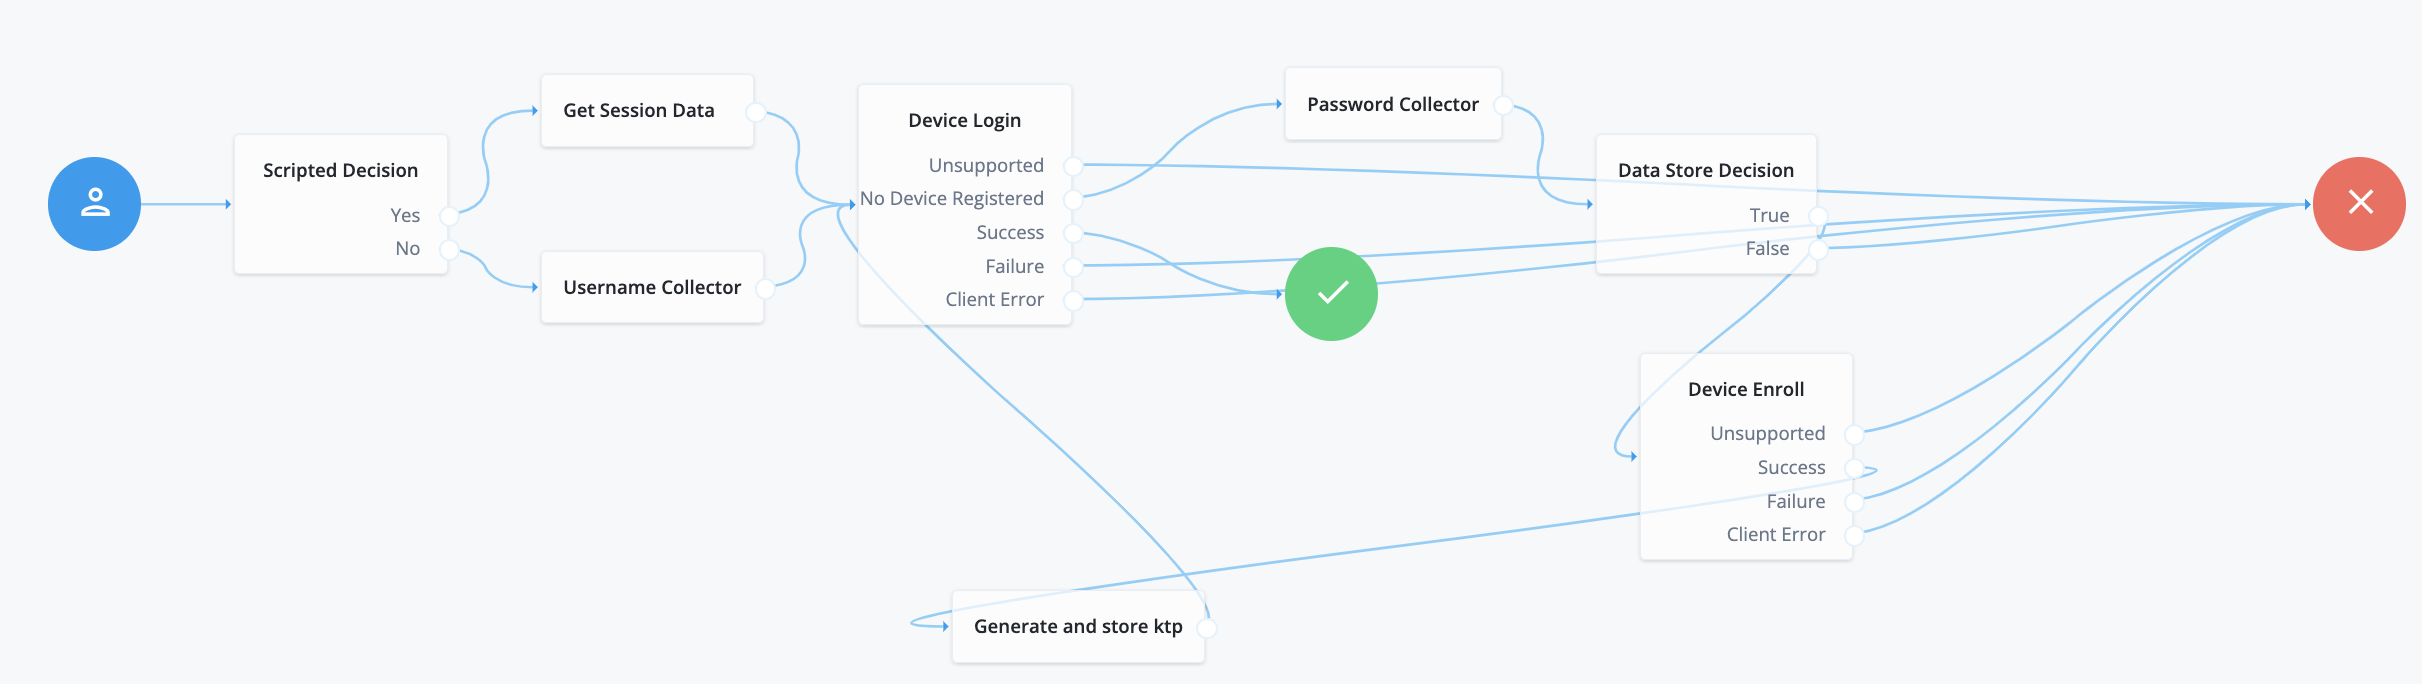 Scripted Decision
Yes
No
Get Session Data
Username Collector
Device Login
Unsupported
No Device Registered
Success
Failure
Client Error
Password Collector
Data Store Decision
True
False
Device Enroll
Unsupported
Success
Failure
Client Error
Generate and store ktp